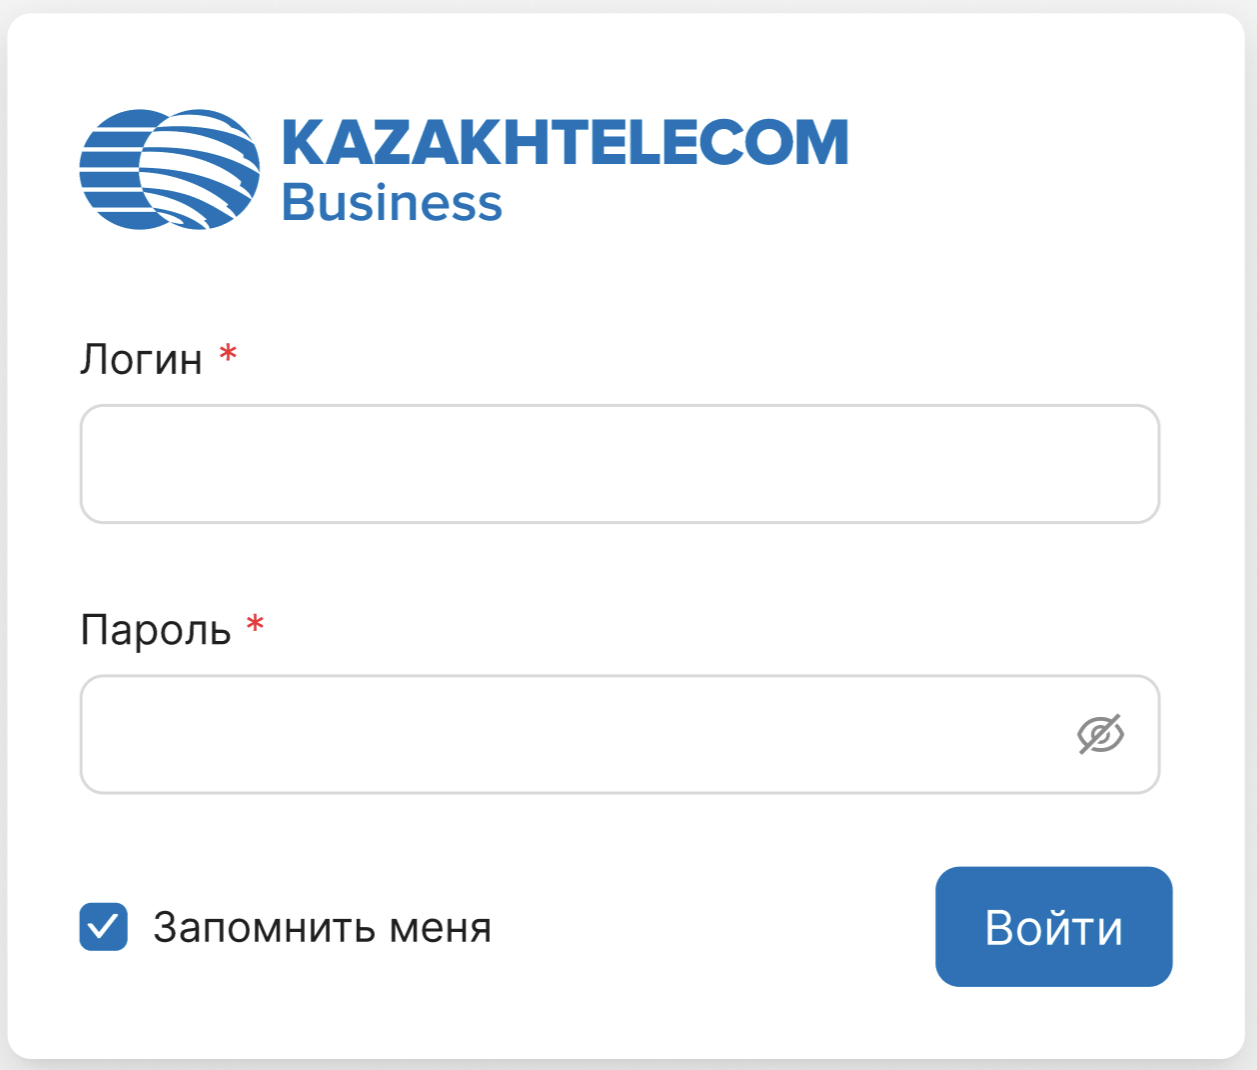 KAZAKHTELECOM
Business
Логин *
Пароль *
Запомнить меня
Войти